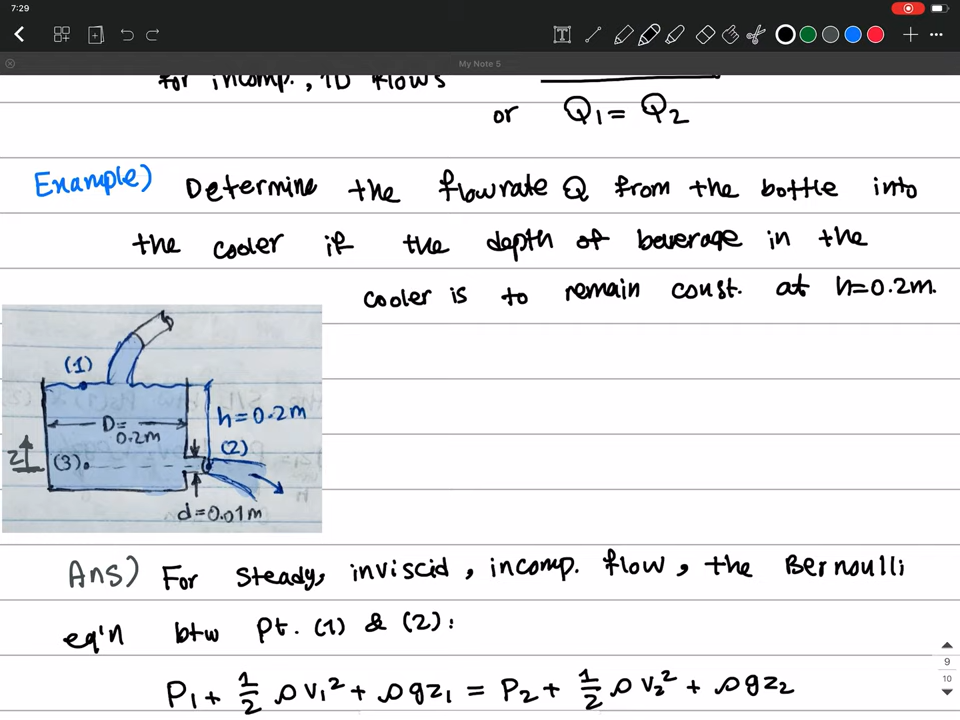 7:29
My Note 5
for incomp., 1D flows
or Q1 = Q2
Example) Determine the flowrate Q from the bottle into
the cooler if the depth of beverage in the
cooler is to remain const. at h=0.2m.
(1)
D=
0.2m
h=0.2m
(2)
z
(3)
d=0.01m
Ans) For steady, inviscid, incomp. flow, the Bernoulli
eq'n btw pt. (1) & (2):
P1 + 1/2 ρv1² + ρgz1 = P2 + 1/2 ρv2² + ρgz2
9
10